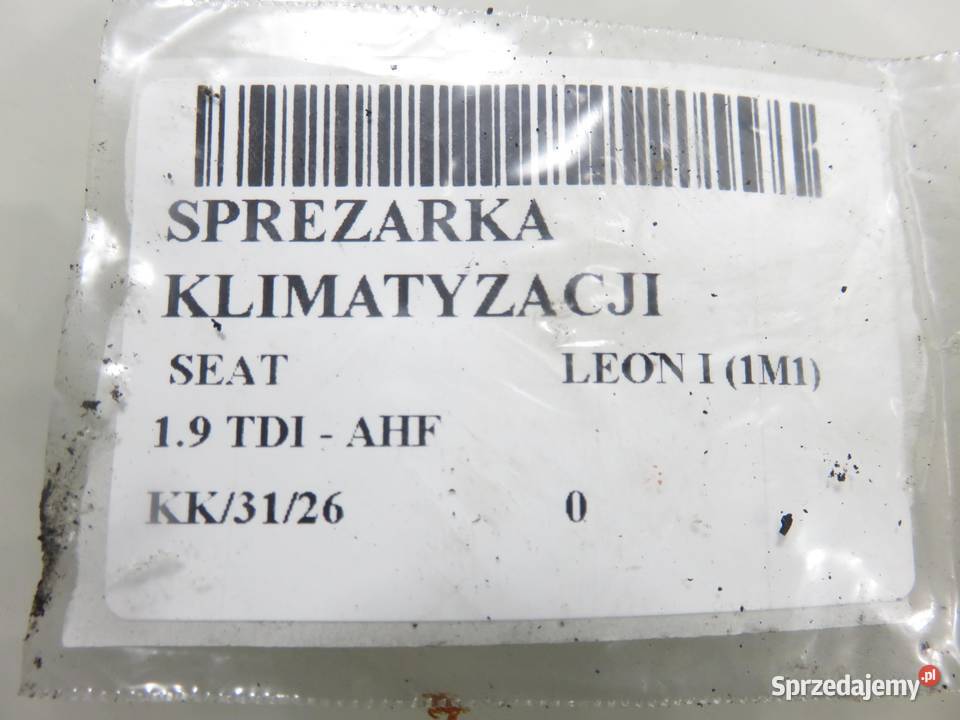 SPREZARKA
KLIMATYZACJI
SEAT LEON I (1M1)
1.9 TDI - AHF
KK/31/26 0
Sprzedajemy.pl